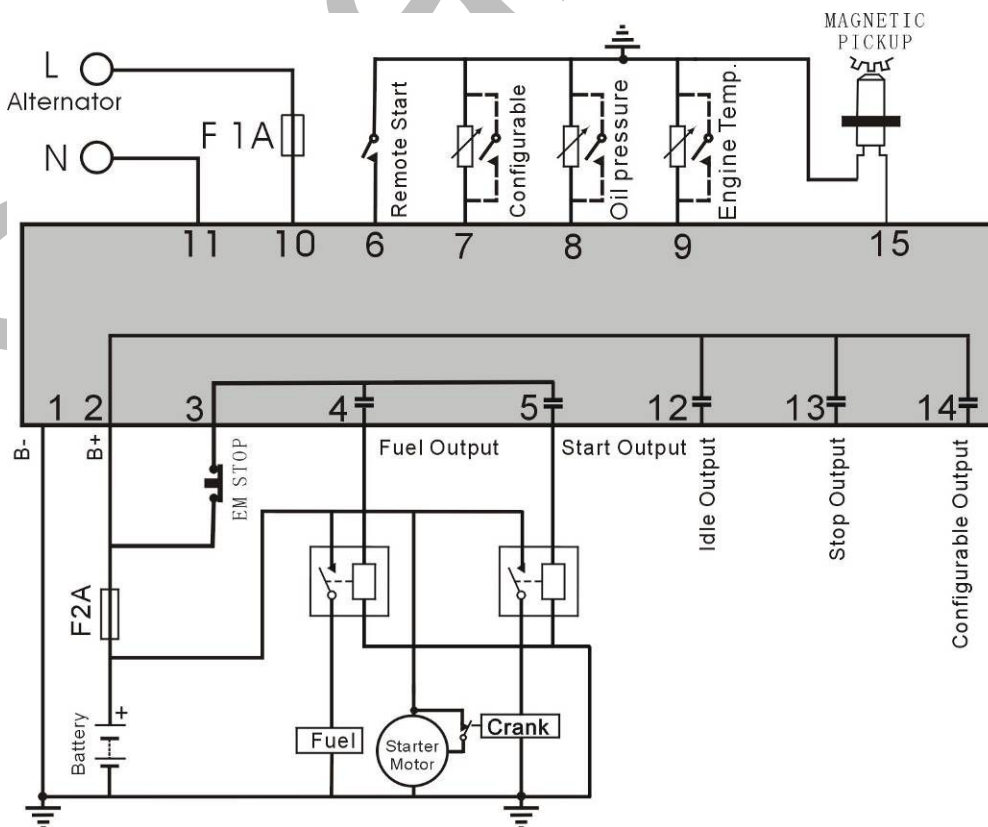 MAGNETIC
PICKUP
L
Alternator
N
F 1A
Remote Start
Configurable
Oil pressure
Engine Temp.
11 10 6 7 8 9 15
1 2 3 4 5 12 13 14
B-
B+
EM STOP
Fuel Output
Start Output
Idle Output
Stop Output
Configurable Output
F2A
Battery
+
Fuel
Starter
Motor
Crank